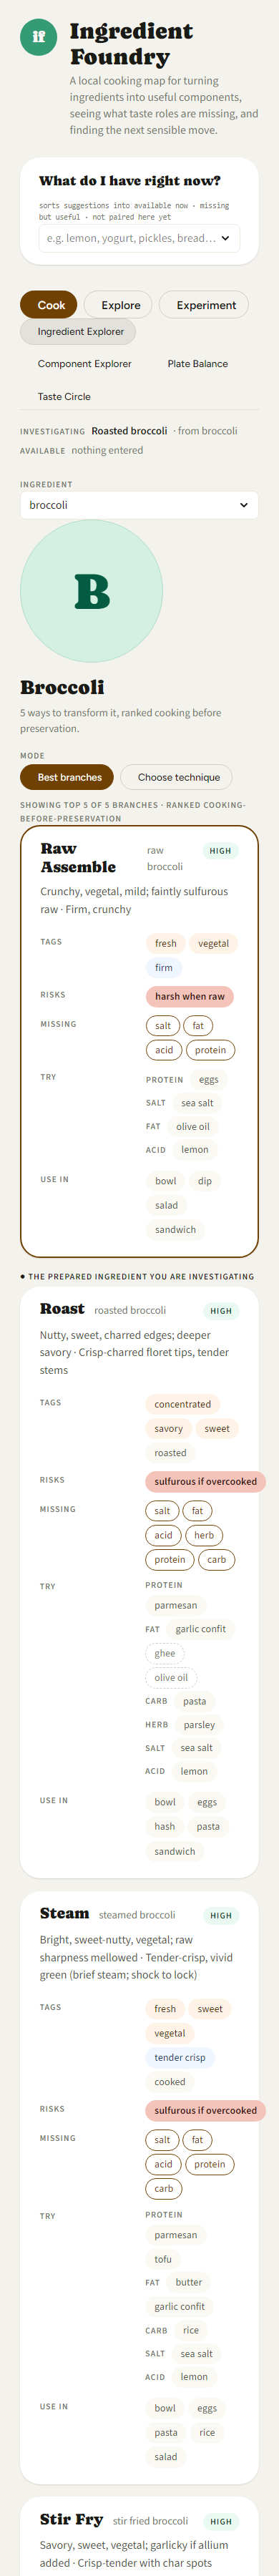 if
Ingredient
Foundry
A local cooking map for turning
ingredients into useful components,
seeing what taste roles are missing, and
finding the next sensible move.
What do I have right now?
sorts suggestions into available now · missing
but useful · not paired here yet
e.g. lemon, yogurt, pickles, bread…
Cook
Explore
Experiment
Ingredient Explorer
Component Explorer
Plate Balance
Taste Circle
INVESTIGATING Roasted broccoli · from broccoli
AVAILABLE nothing entered
INGREDIENT
broccoli
B
Broccoli
5 ways to transform it, ranked cooking before
preservation.
MODE
Best branches
Choose technique
SHOWING TOP 5 OF 5 BRANCHES · RANKED COOKING-
BEFORE-PRESERVATION
Raw
Assemble
raw
broccoli
HIGH
Crunchy, vegetal, mild; faintly sulfurous
raw · Firm, crunchy
TAGS
fresh vegetal
firm
RISKS
harsh when raw
MISSING
salt fat
acid protein
TRY
PROTEIN eggs
SALT sea salt
FAT olive oil
ACID lemon
USE IN
bowl dip
salad
sandwich
● THE PREPARED INGREDIENT YOU ARE INVESTIGATING
Roast roasted broccoli HIGH
Nutty, sweet, charred edges; deeper
savory · Crisp-charred floret tips, tender
stems
TAGS
concentrated
savory sweet
roasted
RISKS
sulfurous if overcooked
MISSING
salt fat
acid herb
protein carb
TRY
PROTEIN
parmesan
FAT garlic confit
ghee
olive oil
CARB pasta
HERB parsley
SALT sea salt
ACID lemon
USE IN
bowl eggs
hash pasta
sandwich
Steam steamed broccoli HIGH
Bright, sweet-nutty, vegetal; raw
sharpness mellowed · Tender-crisp, vivid
green (brief steam; shock to lock)
TAGS
fresh sweet
vegetal
tender crisp
cooked
RISKS
sulfurous if overcooked
MISSING
salt fat
acid protein
carb
TRY
PROTEIN
parmesan
tofu
FAT butter
garlic confit
CARB rice
SALT sea salt
ACID lemon
USE IN
bowl eggs
pasta rice
salad
Stir Fry stir fried broccoli HIGH
Savory, sweet, vegetal; garlicky if allium
added · Crisp-tender with char spots